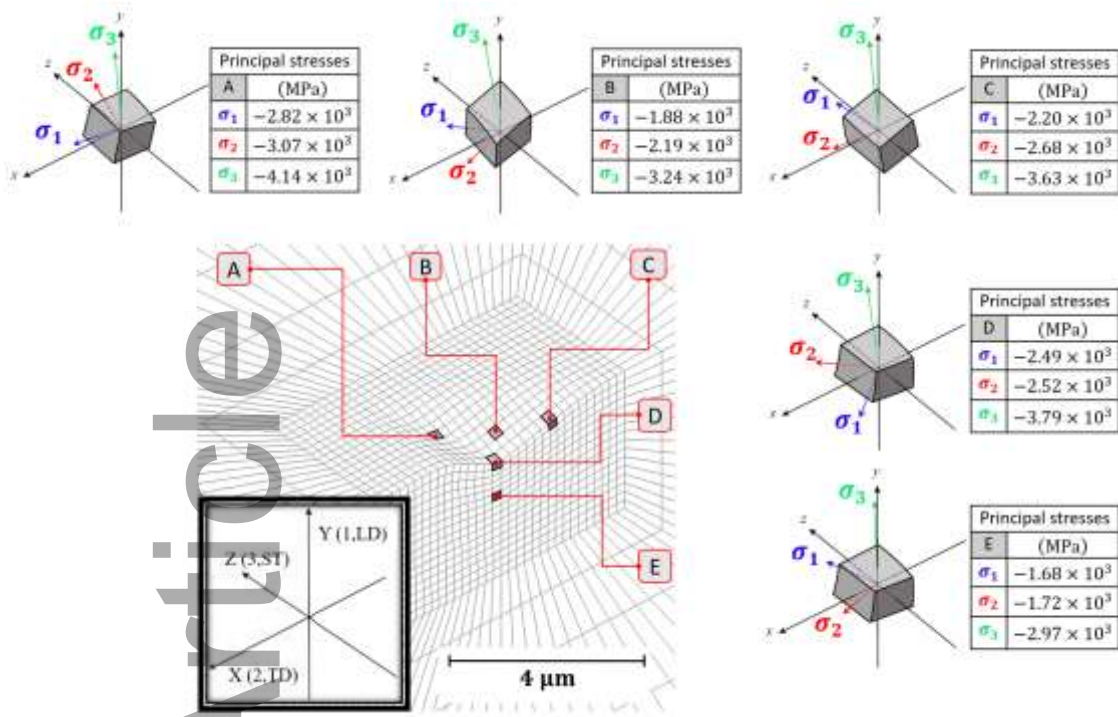 y
z
x
σ₃
σ₂
σ₁
Principal stresses
A (MPa)
σ₁ −2.82 × 10³
σ₂ −3.07 × 10³
σ₃ −4.14 × 10³
y
z
x
σ₃
σ₁
σ₂
Principal stresses
B (MPa)
σ₁ −1.88 × 10³
σ₂ −2.19 × 10³
σ₃ −3.24 × 10³
y
z
x
σ₃
σ₁
σ₂
Principal stresses
C (MPa)
σ₁ −2.20 × 10³
σ₂ −2.68 × 10³
σ₃ −3.63 × 10³
A
B
C
D
E
y
z
x
σ₃
σ₂
σ₁
Principal stresses
D (MPa)
σ₁ −2.49 × 10³
σ₂ −2.52 × 10³
σ₃ −3.79 × 10³
y
z
x
σ₃
σ₁
σ₂
Principal stresses
E (MPa)
σ₁ −1.68 × 10³
σ₂ −1.72 × 10³
σ₃ −2.97 × 10³
Y (1,LD)
Z (3,ST)
X (2,TD)
4 μm
Article